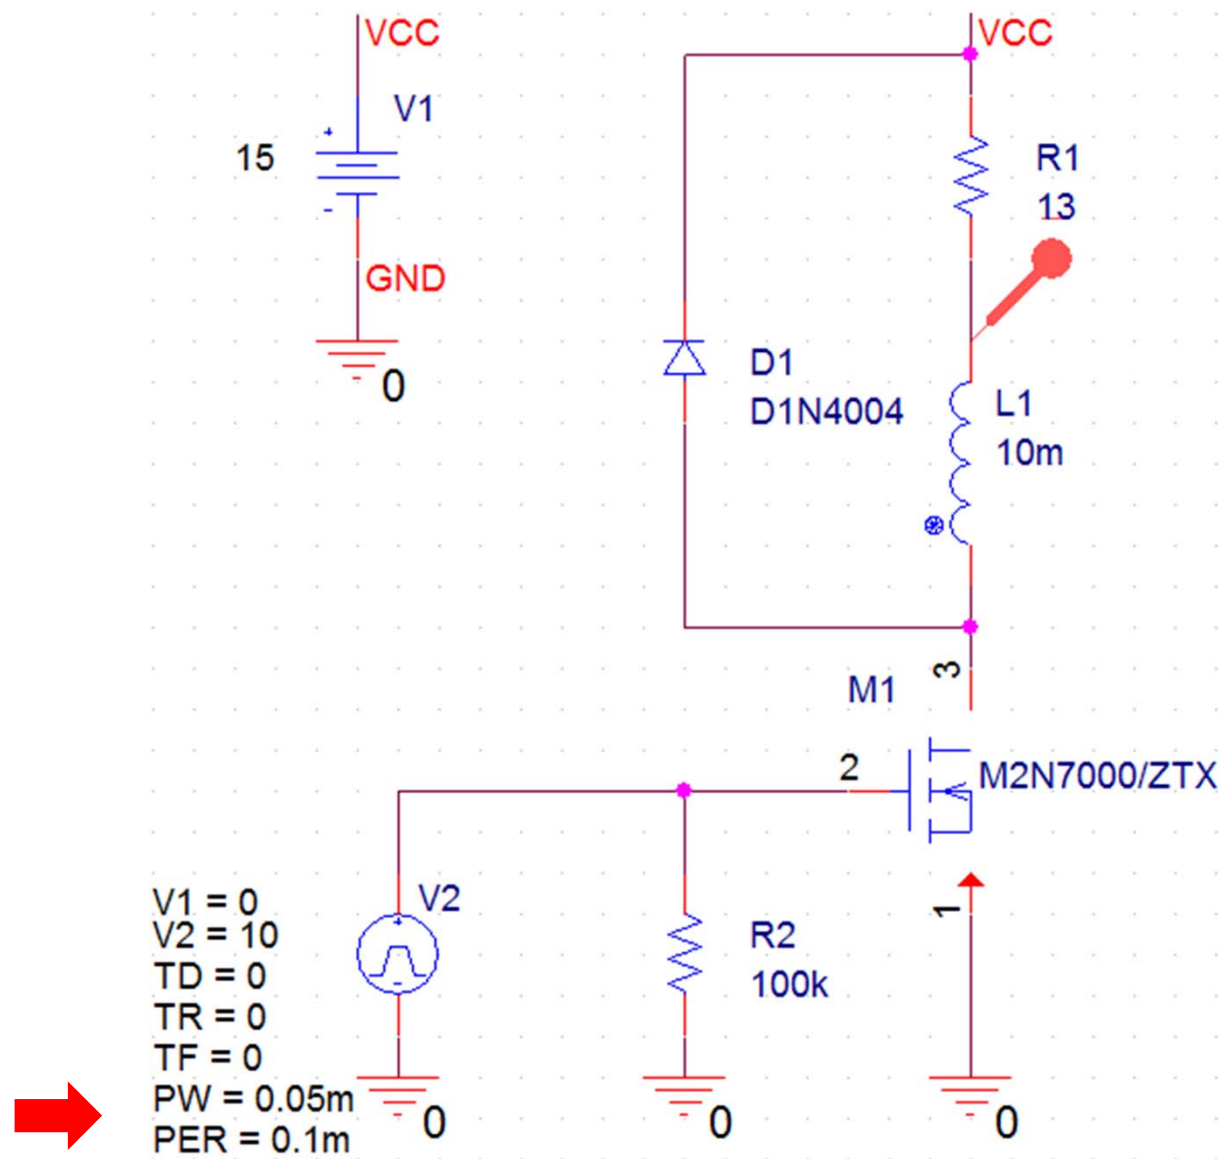 VCC
V1
15
GND
0
VCC
R1
13
D1
D1N4004
L1
10m
3
M1
2
M2N7000/ZTX
1
V2
V1 = 0
V2 = 10
TD = 0
TR = 0
TF = 0
PW = 0.05m
PER = 0.1m
0
R2
100k
0
0